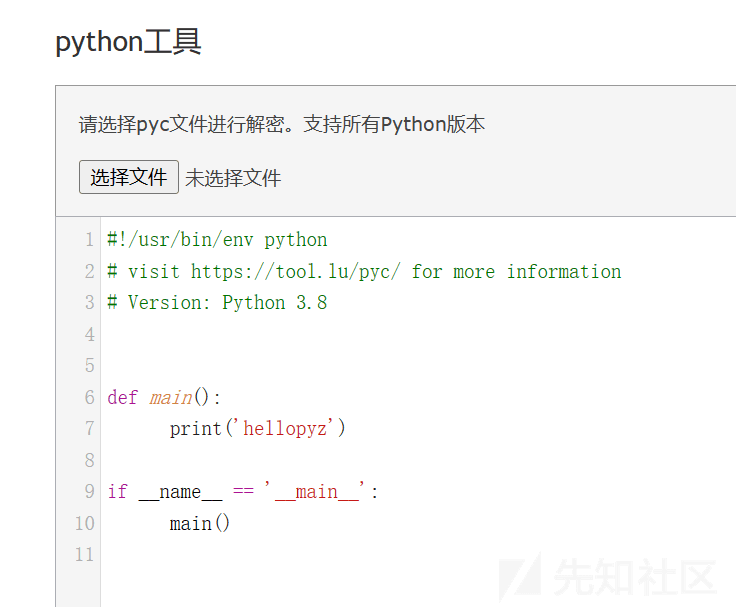 python工具
请选择pyc文件进行解密。支持所有Python版本
选择文件 未选择文件
1 #!/usr/bin/env python
2 # visit https://tool.lu/pyc/ for more information
3 # Version: Python 3.8
4
5
6 def main():
7 print('hellopyz')
8
9 if __name__ == '__main__':
10 main()
11
先知社区